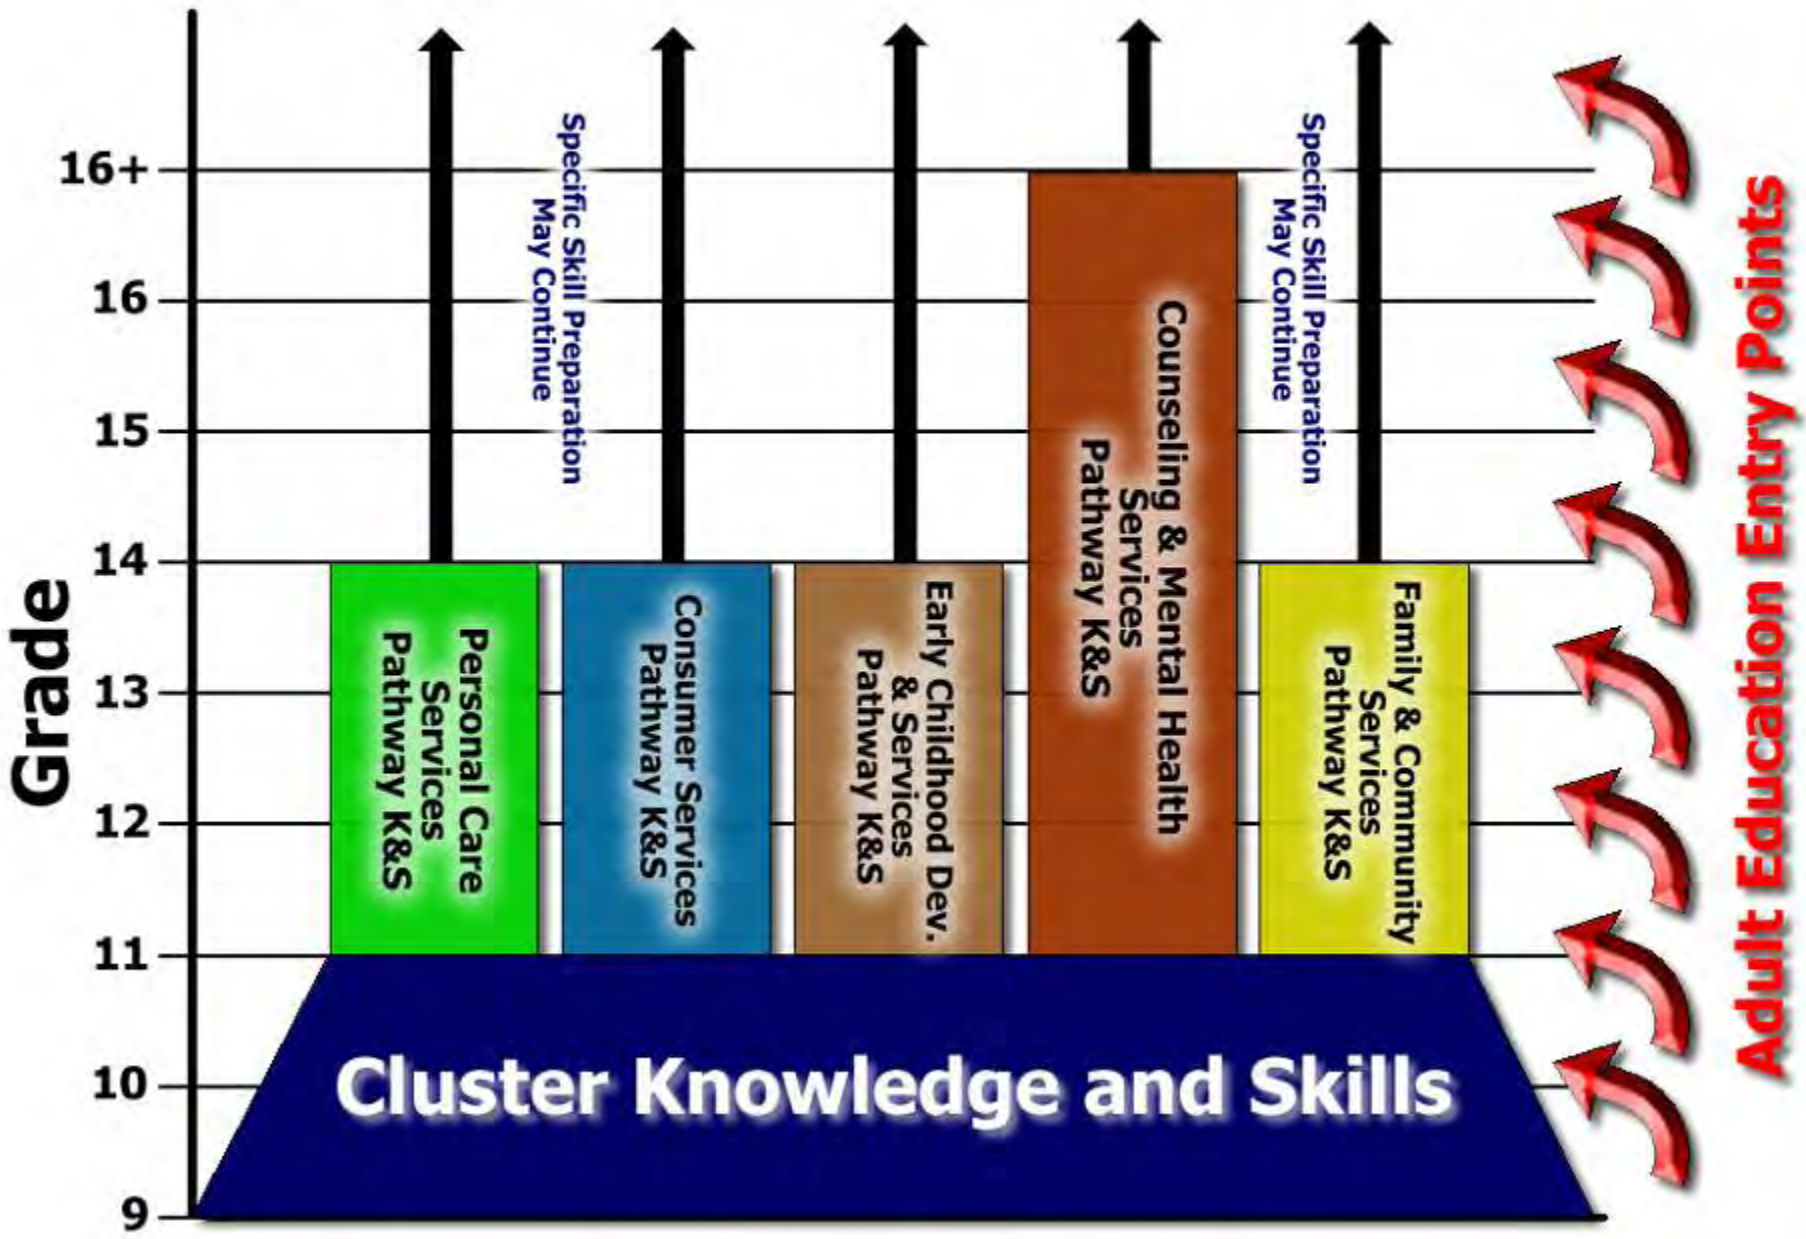 Grade
16+
16
15
14
13
12
11
10
9
Specific Skill Preparation
May Continue
Specific Skill Preparation
May Continue
Personal Care
Services
Pathway K&S
Consumer Services
Pathway K&S
Early Childhood Dev.
& Services
Pathway K&S
Counseling & Mental Health
Services
Pathway K&S
Family & Community
Services
Pathway K&S
Cluster Knowledge and Skills
Adult Education Entry Points